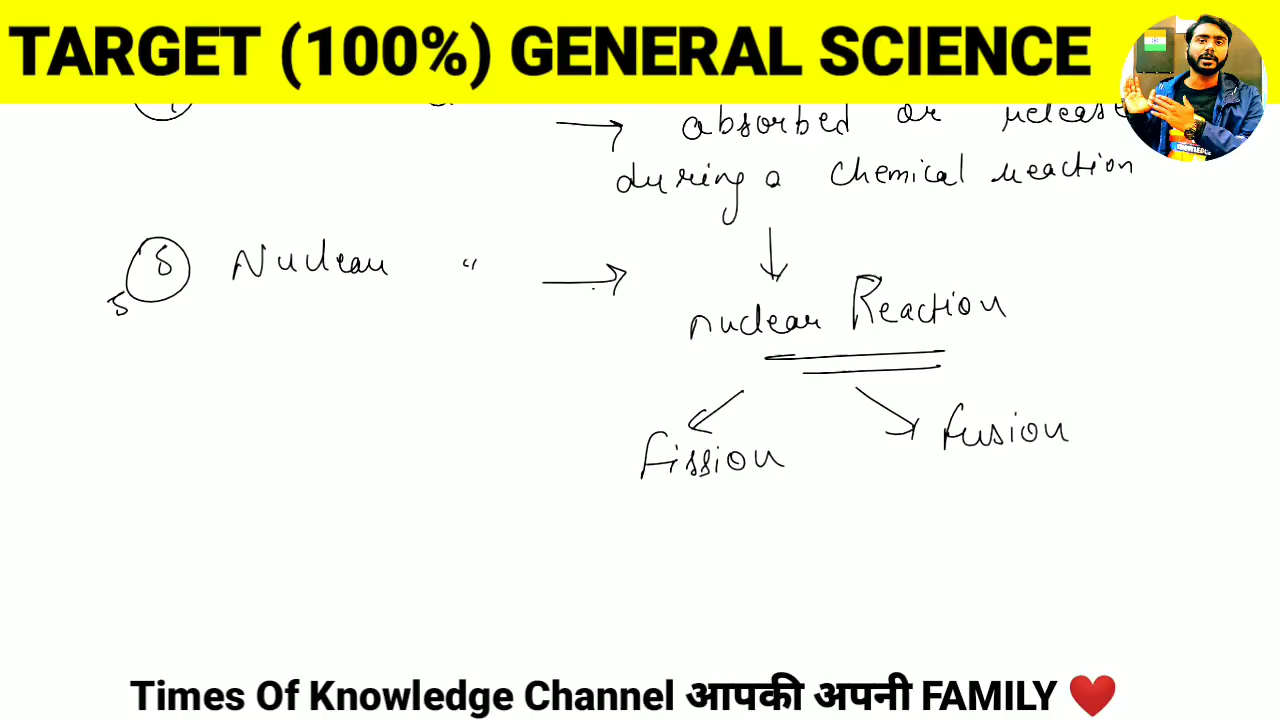 TARGET (100%) GENERAL SCIENCE
→ absorbed or release
during a chemical reaction
5 Nuclear " →
nuclear Reaction
Fission Fusion
Times Of Knowledge Channel आपकी अपनी FAMILY ❤️